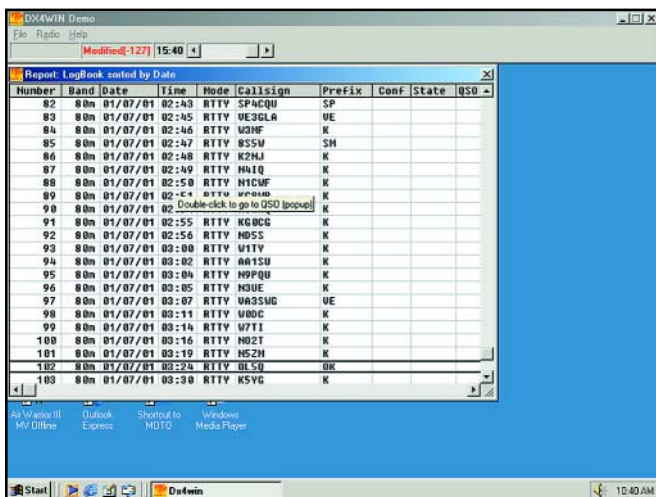 DX4WIN Demo
File Radio Help
Modified[-127] 15:40
Report: LogBook sorted by Date
Number Band Date Time Mode Callsign Prefix Conf State QSO
82 80m 01/07/01 02:43 RTTY SP4CQU SP
83 80m 01/07/01 02:45 RTTY VE3GLA VE
84 80m 01/07/01 02:46 RTTY W3MF K
85 80m 01/07/01 02:47 RTTY 8S5W SM
86 80m 01/07/01 02:48 RTTY K2NJ K
87 80m 01/07/01 02:49 RTTY N4IQ K
88 80m 01/07/01 02:50 RTTY N1CWF K
89 80m 01/07/01 02:51 RTTY K
Double-click to go to QSO (popup)
90 80m 01/07/01 K
91 80m 01/07/01 02:55 RTTY KG0CG K
92 80m 01/07/01 02:56 RTTY ND5S K
93 80m 01/07/01 03:00 RTTY W1TY K
94 80m 01/07/01 03:02 RTTY AA1SU K
95 80m 01/07/01 03:04 RTTY N9PQU K
96 80m 01/07/01 03:05 RTTY N3UE K
97 80m 01/07/01 03:07 RTTY VA3SWG VE
98 80m 01/07/01 03:11 RTTY W0DC K
99 80m 01/07/01 03:14 RTTY W7TI K
100 80m 01/07/01 03:16 RTTY NO2T K
101 80m 01/07/01 03:19 RTTY N5ZM K
102 80m 01/07/01 03:24 RTTY OL5Q OK
103 80m 01/07/01 03:30 RTTY K5YG K
Air Warrior III MV Offline
Outlook Express
Shortcut to MOTO
Windows Media Player
Start Dx4win 10:40 AM